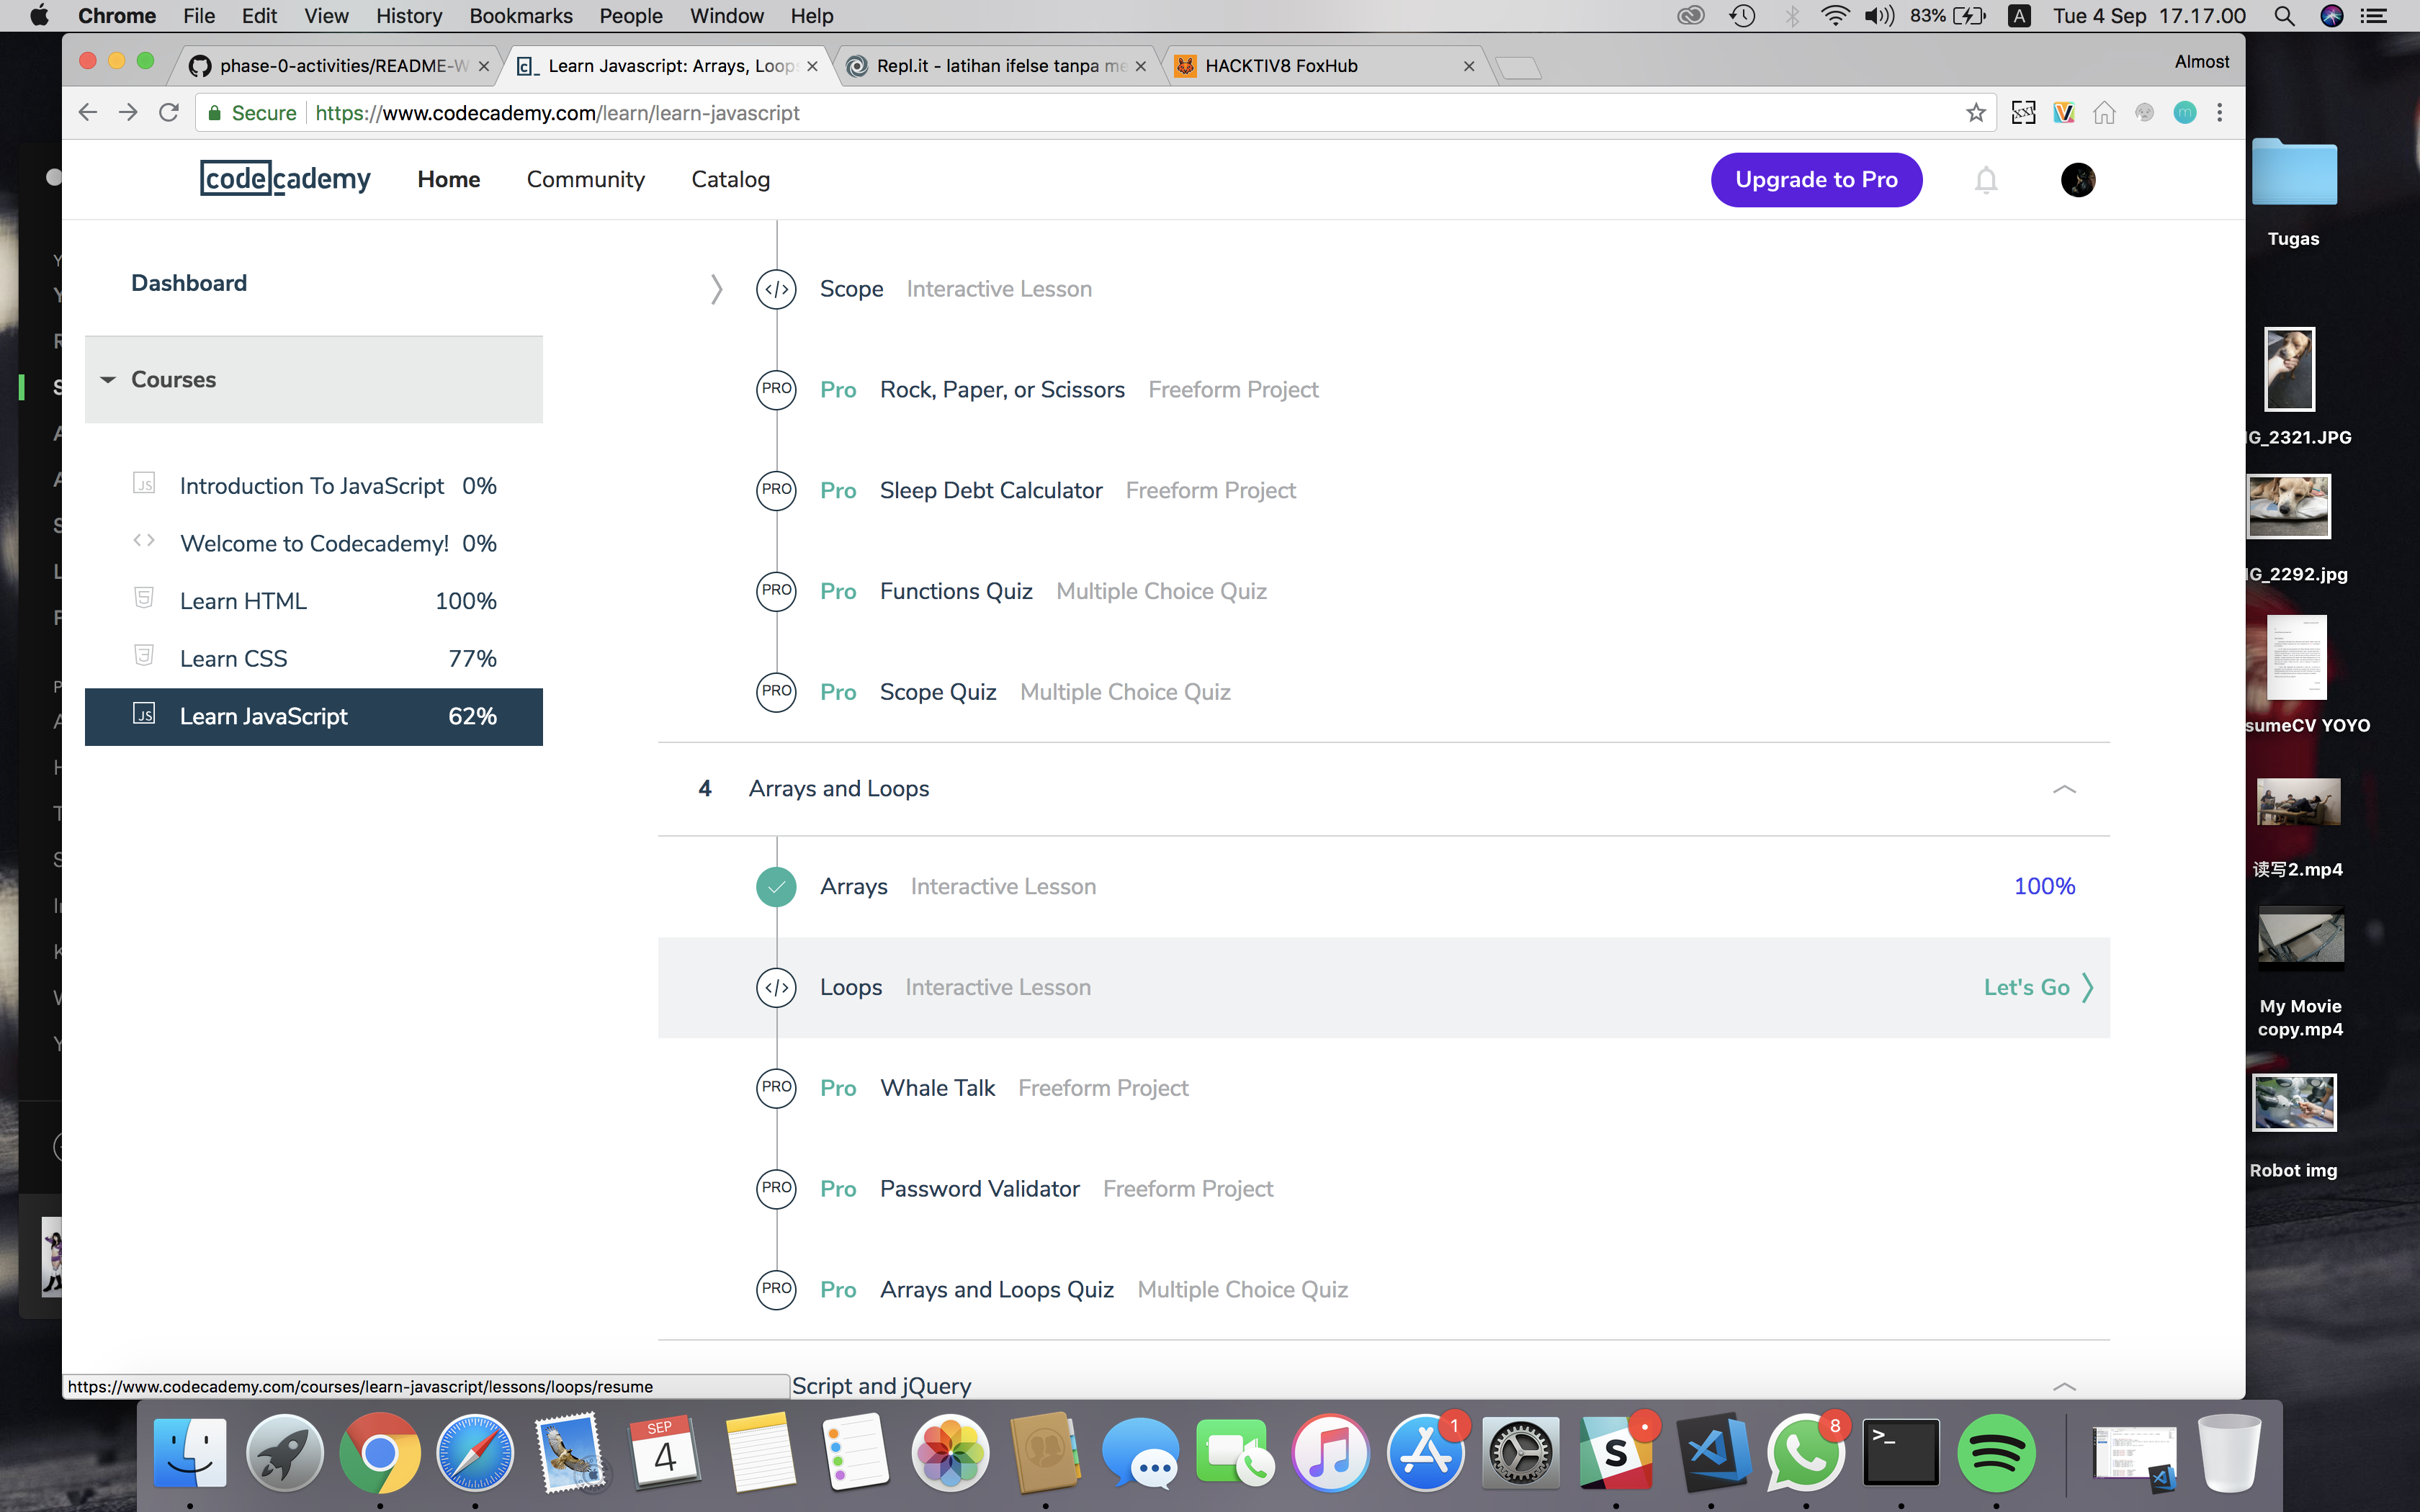 Chrome File Edit View History Bookmarks People Window Help 83% A Tue 4 Sep 17.17.00
phase-0-activities/README-W
Learn Javascript: Arrays, Loops
Repl.it - latihan ifelse tanpa me
HACKTIV8 FoxHub
Almost
Secure https://www.codecademy.com/learn/learn-javascript
codecademy Home Community Catalog Upgrade to Pro
Dashboard
Courses
JS Introduction To JavaScript 0%
Welcome to Codecademy! 0%
Learn HTML 100%
Learn CSS 77%
JS Learn JavaScript 62%
Scope Interactive Lesson
PRO Pro Rock, Paper, or Scissors Freeform Project
PRO Pro Sleep Debt Calculator Freeform Project
PRO Pro Functions Quiz Multiple Choice Quiz
PRO Pro Scope Quiz Multiple Choice Quiz
4 Arrays and Loops
Arrays Interactive Lesson 100%
Loops Interactive Lesson Let's Go
PRO Pro Whale Talk Freeform Project
PRO Pro Password Validator Freeform Project
PRO Pro Arrays and Loops Quiz Multiple Choice Quiz
Script and jQuery
https://www.codecademy.com/courses/learn-javascript/lessons/loops/resume
Tugas
IG_2321.JPG
IG_2292.jpg
sumeCV YOYO
读写2.mp4
My Movie
copy.mp4
Robot img
SEP
4
1
S
8
>_